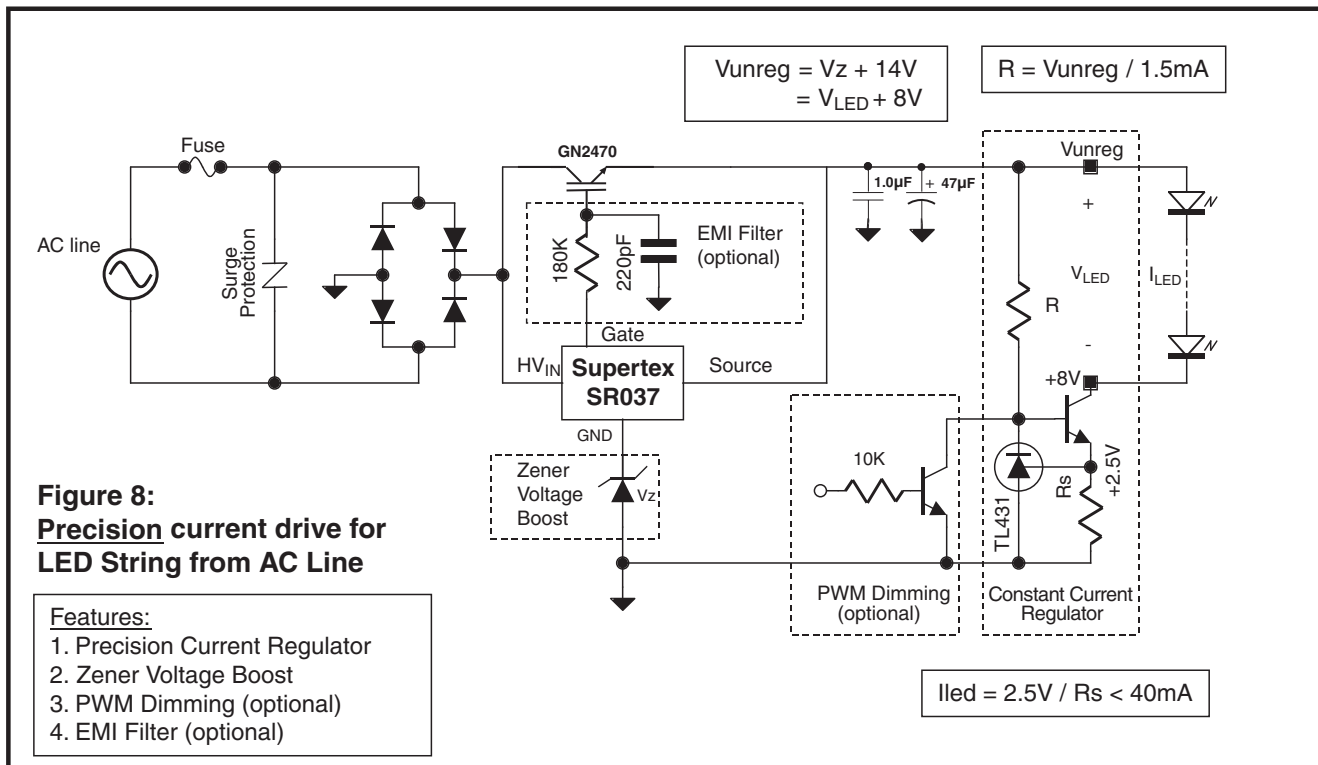 Vunreg = Vz + 14V
= VLED + 8V
R = Vunreg / 1.5mA
Fuse
GN2470
Vunreg
1.0µF
+ 47µF
AC line
Surge
Protection
180K
220pF
EMI Filter
(optional)
+
VLED
ILED
R
-
Gate
HVIN
Supertex
SR037
Source
+8V
GND
Zener
Voltage
Boost
Vz
10K
TL431
Rs
+2.5V
PWM Dimming
(optional)
Constant Current
Regulator
Figure 8:
Precision current drive for
LED String from AC Line
Features:
1. Precision Current Regulator
2. Zener Voltage Boost
3. PWM Dimming (optional)
4. EMI Filter (optional)
Iled = 2.5V / Rs < 40mA